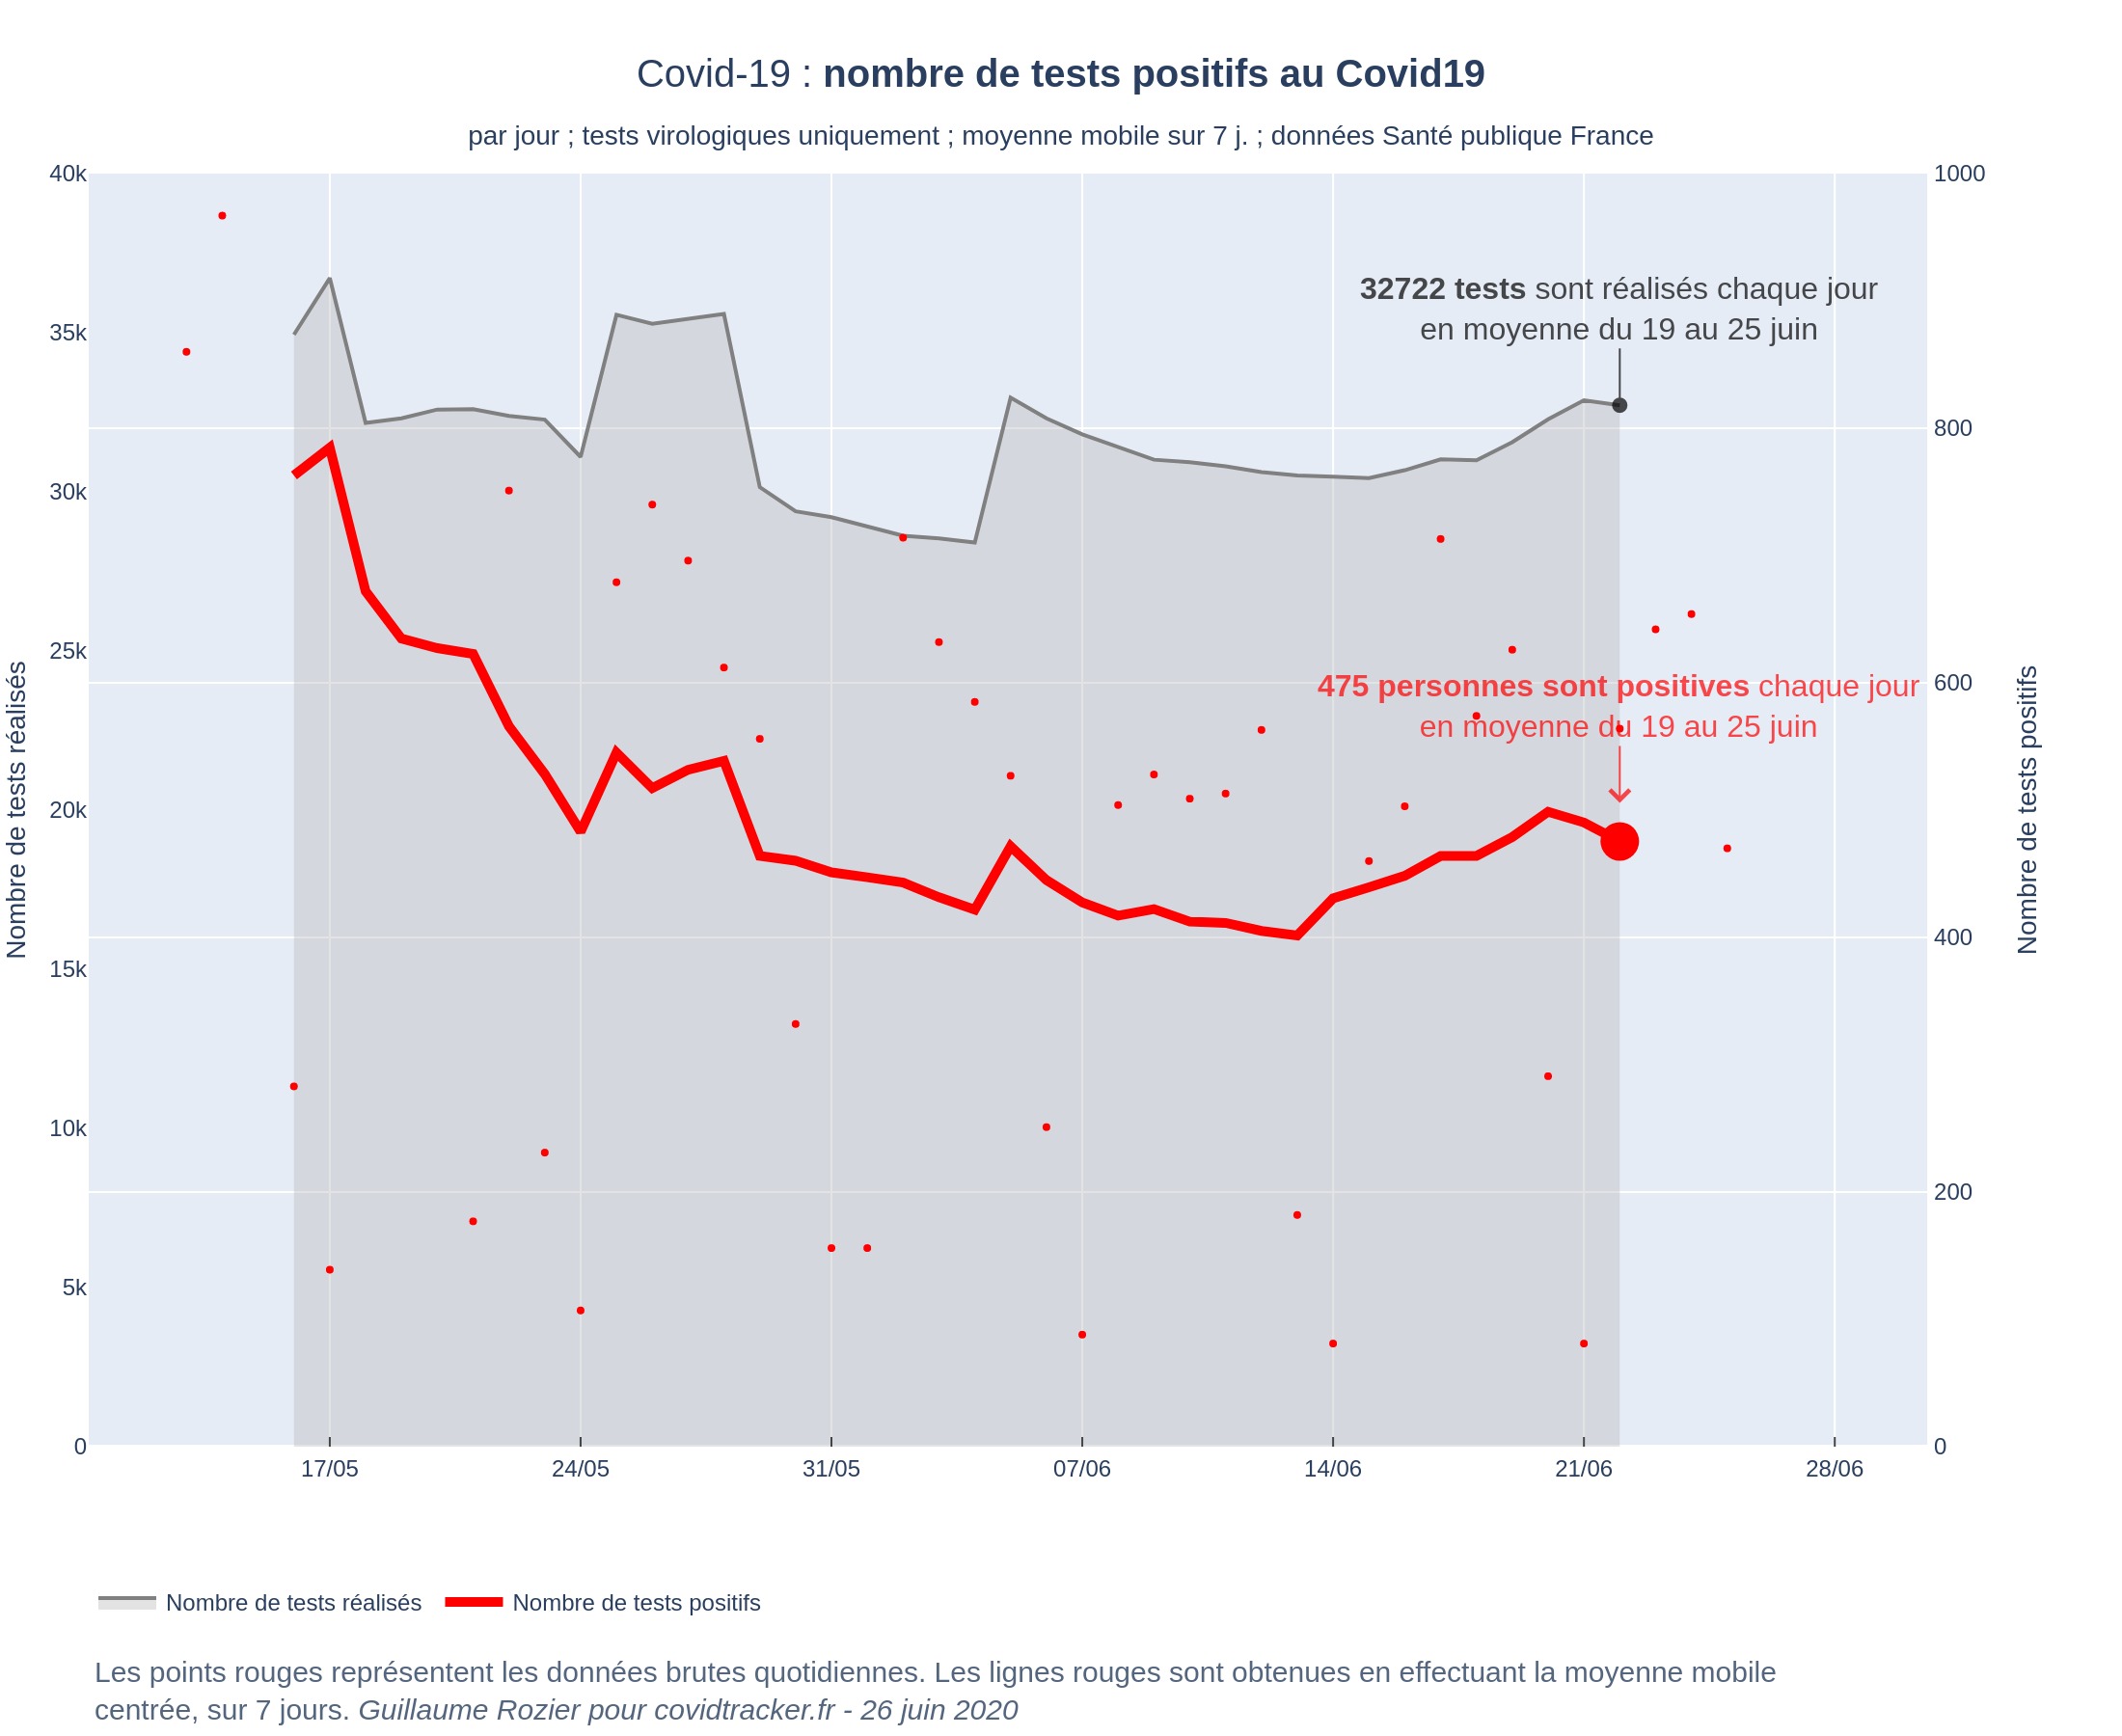 Covid-19 : nombre de tests positifs au Covid19
par jour ; tests virologiques uniquement ; moyenne mobile sur 7 j. ; données Santé publique France
40k
35k
30k
25k
20k
15k
10k
5k
0
Nombre de tests réalisés
1000
800
600
400
200
0
Nombre de tests positifs
32722 tests sont réalisés chaque jour
en moyenne du 19 au 25 juin
475 personnes sont positives chaque jour
en moyenne du 19 au 25 juin
17/05 24/05 31/05 07/06 14/06 21/06 28/06
Nombre de tests réalisés Nombre de tests positifs
Les points rouges représentent les données brutes quotidiennes. Les lignes rouges sont obtenues en effectuant la moyenne mobile
centrée, sur 7 jours. Guillaume Rozier pour covidtracker.fr - 26 juin 2020